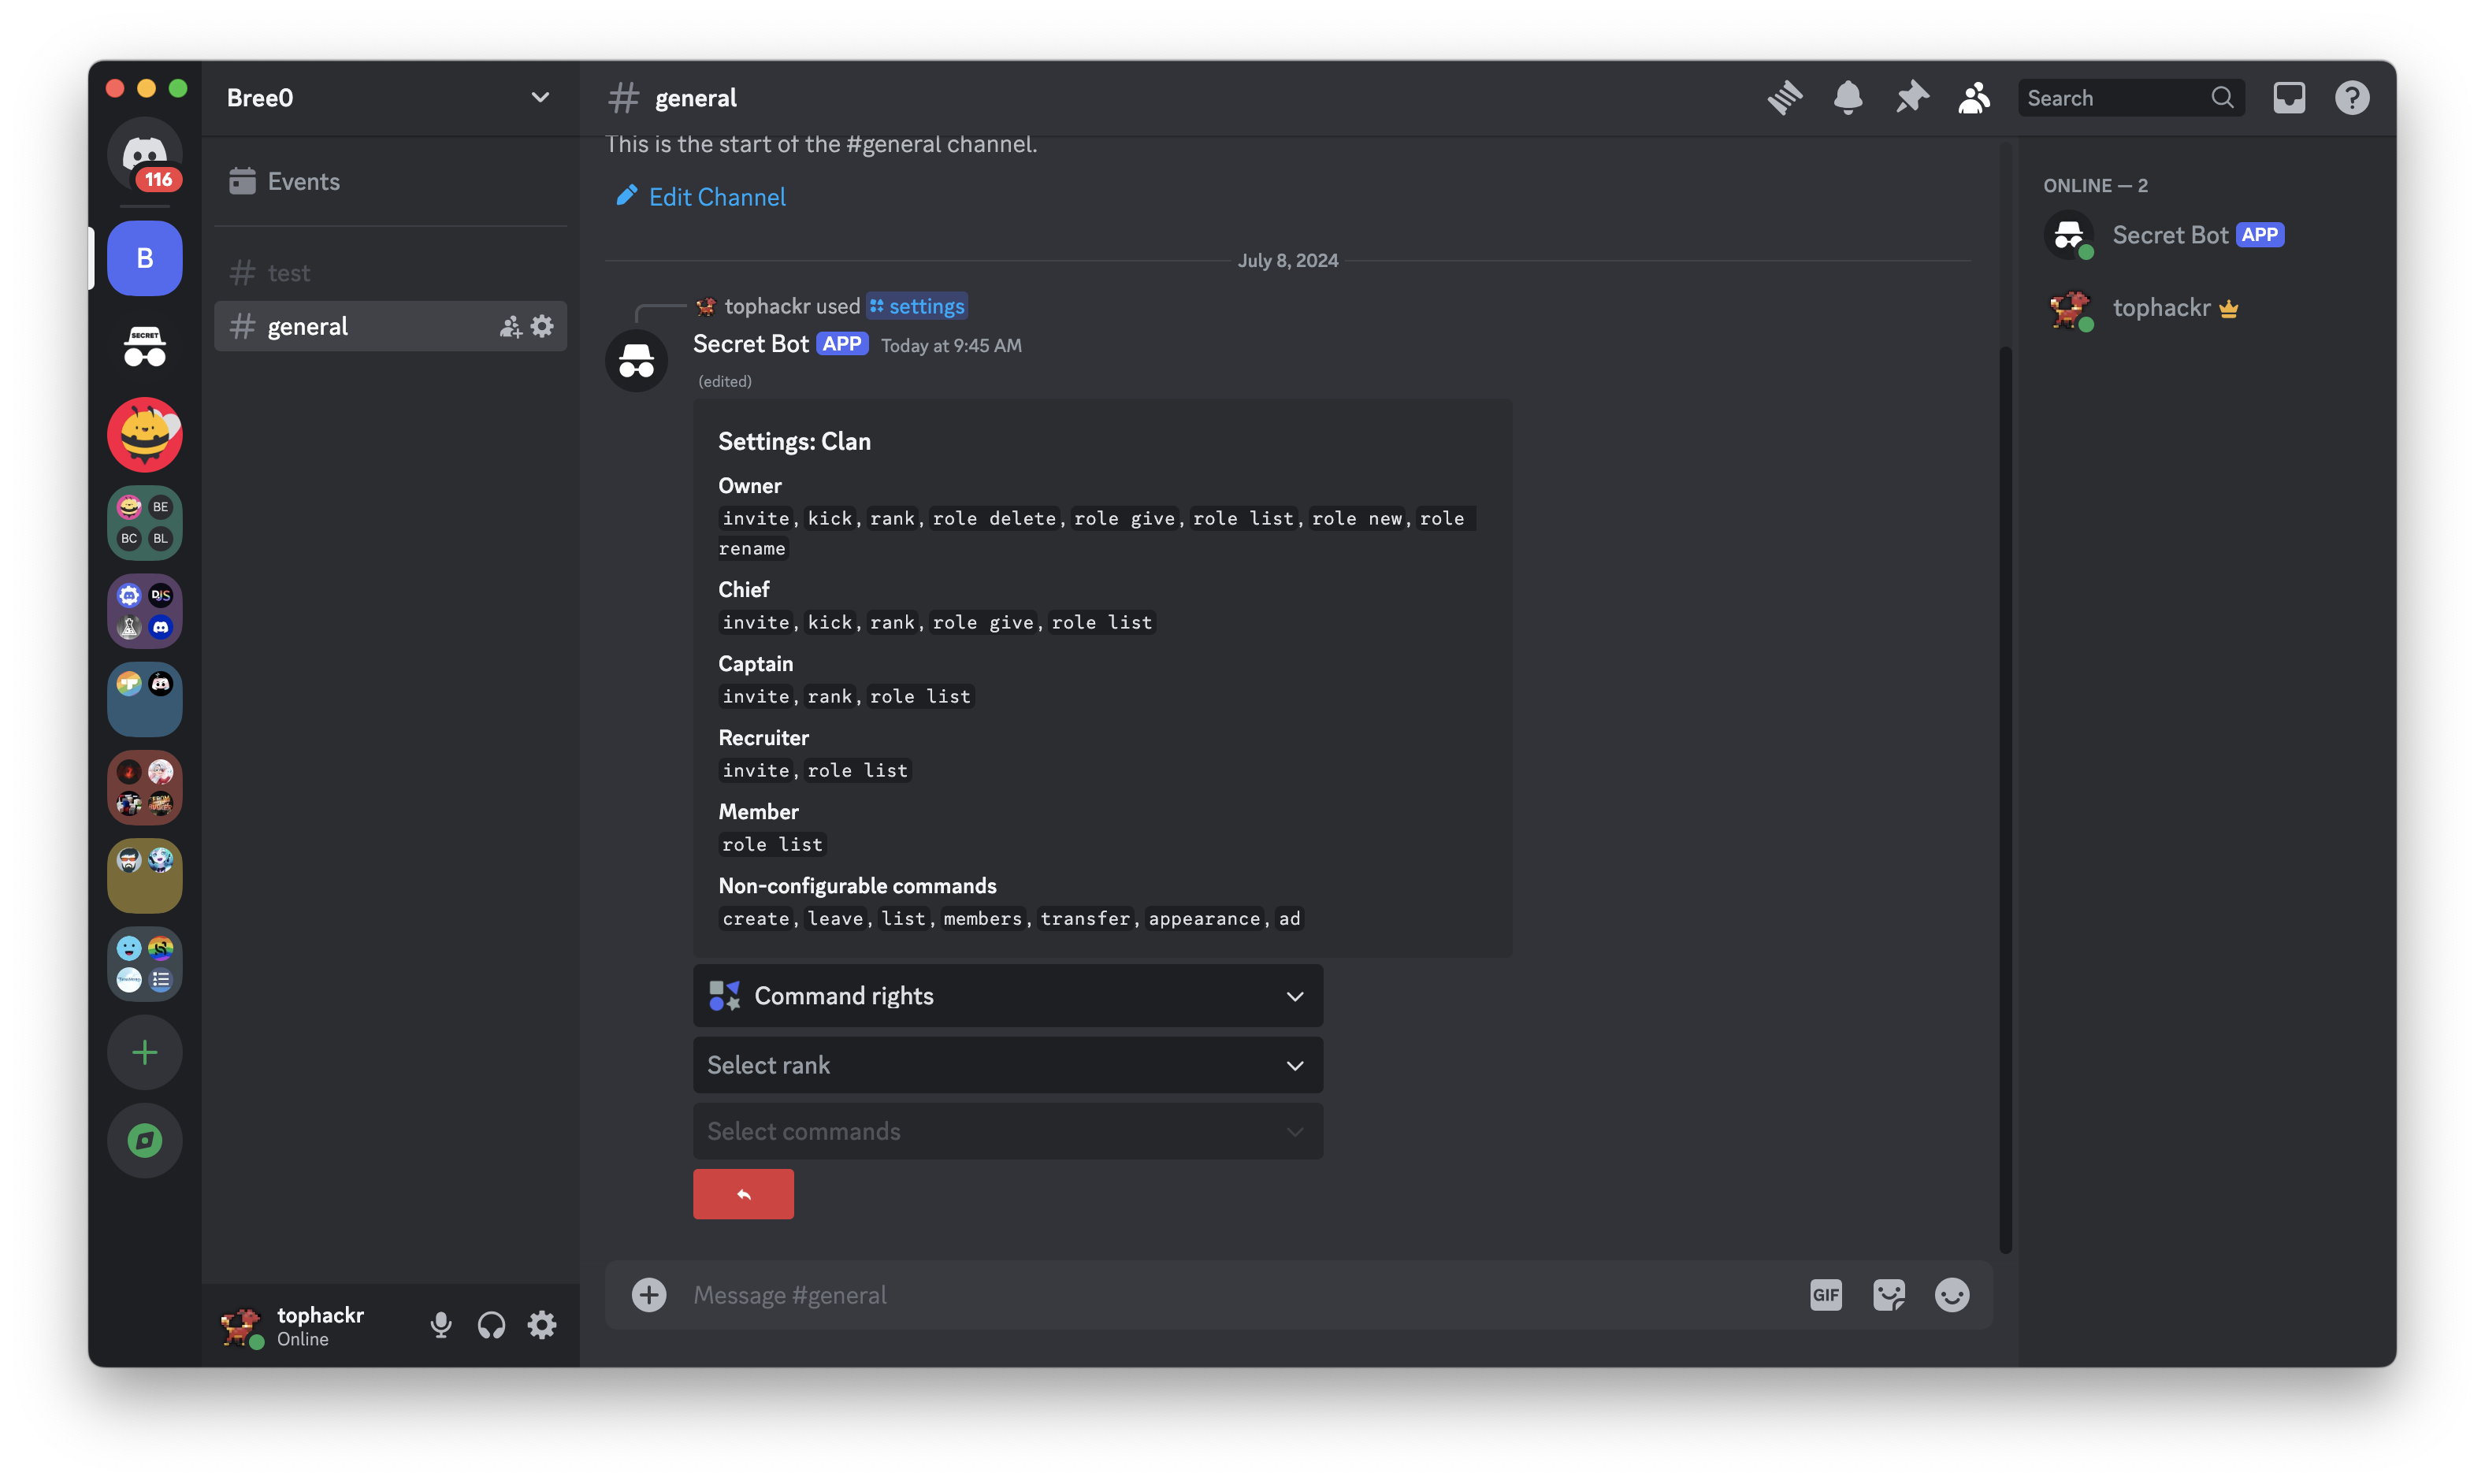 Bree0
general
Search
116
Events
This is the start of the #general channel.
Edit Channel
ONLINE — 2
Secret Bot APP
tophackr
B
test
general
SECRET
BE
BC BL
DJS
July 8, 2024
tophackr used settings
Secret Bot APP Today at 9:45 AM
(edited)
Settings: Clan
Owner
invite, kick, rank, role delete, role give, role list, role new, role
rename
Chief
invite, kick, rank, role give, role list
Captain
invite, rank, role list
Recruiter
invite, role list
Member
role list
Non-configurable commands
create, leave, list, members, transfer, appearance, ad
Command rights
Select rank
Select commands
Message #general
GIF
tophackr
Online